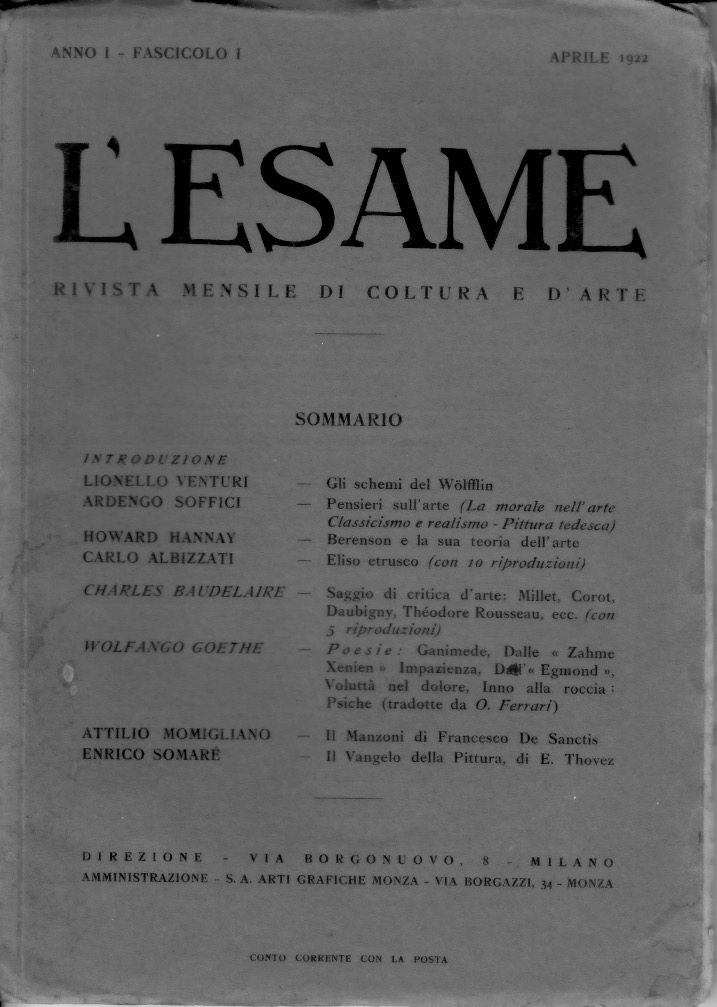 ANNO I - FASCICOLO I APRILE 1922
L'ESAME
RIVISTA MENSILE DI COLTURA E D'ARTE
SOMMARIO
INTRODUZIONE
LIONELLO VENTURI — Gli schemi del Wölfflin
ARDENGO SOFFICI — Pensieri sull'arte (La morale nell'arte
Classicismo e realismo - Pittura tedesca)
HOWARD HANNAY — Berenson e la sua teoria dell'arte
CARLO ALBIZZATI — Eliso etrusco (con 10 riproduzioni)
CHARLES BAUDELAIRE — Saggio di critica d'arte: Millet, Corot,
Daubigny, Théodore Rousseau, ecc. (con
5 riproduzioni)
WOLFANGO GOETHE — Poesie: Ganimede, Dalle « Zahme
Xenien » Impazienza, Dall'« Egmond »,
Voluttà nel dolore, Inno alla roccia;
Psiche (tradotte da O. Ferrari)
ATTILIO MOMIGLIANO — Il Manzoni di Francesco De Sanctis
ENRICO SOMARÉ — Il Vangelo della Pittura, di E. Thovez
DIREZIONE - VIA BORGONUOVO, 8 - MILANO
AMMINISTRAZIONE - S. A. ARTI GRAFICHE MONZA - VIA BORGAZZI, 34 - MONZA
CONTO CORRENTE CON LA POSTA